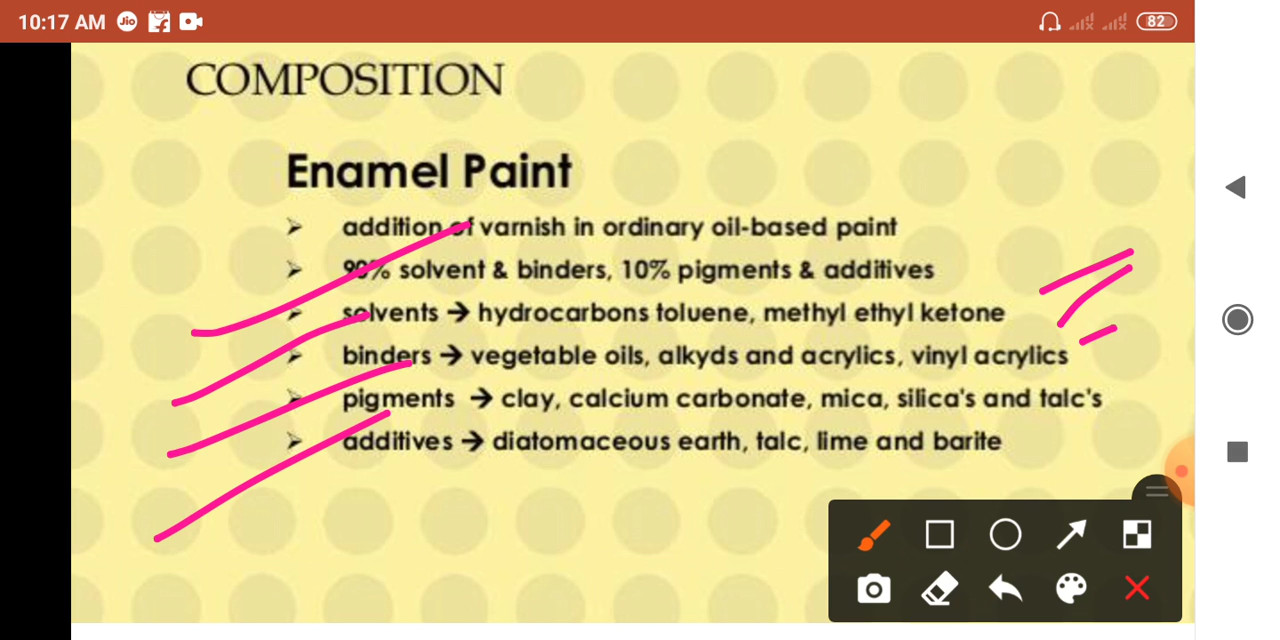 10:17 AM Jio 82
COMPOSITION
Enamel Paint
➢ addition of varnish in ordinary oil-based paint
➢ 90% solvent & binders, 10% pigments & additives
➢ solvents → hydrocarbons toluene, methyl ethyl ketone
➢ binders → vegetable oils, alkyds and acrylics, vinyl acrylics
➢ pigments → clay, calcium carbonate, mica, silica's and talc's
➢ additives → diatomaceous earth, talc, lime and barite